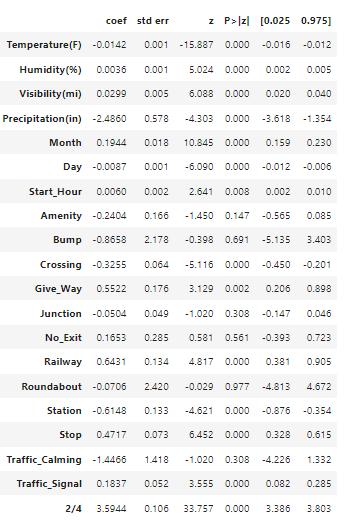 coef std err z P>|z| [0.025 0.975]
Temperature(F) -0.0142 0.001 -15.887 0.000 -0.016 -0.012
Humidity(%) 0.0036 0.001 5.024 0.000 0.002 0.005
Visibility(mi) 0.0299 0.005 6.088 0.000 0.020 0.040
Precipitation(in) -2.4860 0.578 -4.303 0.000 -3.618 -1.354
Month 0.1944 0.018 10.845 0.000 0.159 0.230
Day -0.0087 0.001 -6.090 0.000 -0.012 -0.006
Start_Hour 0.0060 0.002 2.641 0.008 0.002 0.010
Amenity -0.2404 0.166 -1.450 0.147 -0.565 0.085
Bump -0.8658 2.178 -0.398 0.691 -5.135 3.403
Crossing -0.3255 0.064 -5.116 0.000 -0.450 -0.201
Give_Way 0.5522 0.176 3.129 0.002 0.206 0.898
Junction -0.0504 0.049 -1.020 0.308 -0.147 0.046
No_Exit 0.1653 0.285 0.581 0.561 -0.393 0.723
Railway 0.6431 0.134 4.817 0.000 0.381 0.905
Roundabout -0.0706 2.420 -0.029 0.977 -4.813 4.672
Station -0.6148 0.133 -4.621 0.000 -0.876 -0.354
Stop 0.4717 0.073 6.452 0.000 0.328 0.615
Traffic_Calming -1.4466 1.418 -1.020 0.308 -4.226 1.332
Traffic_Signal 0.1837 0.052 3.555 0.000 0.082 0.285
2/4 3.5944 0.106 33.757 0.000 3.386 3.803